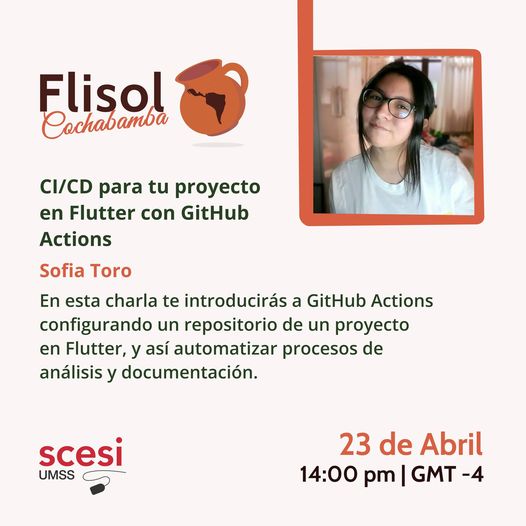 Flisol
Cochabamba
CI/CD para tu proyecto
en Flutter con GitHub
Actions
Sofia Toro
En esta charla te introducirás a GitHub Actions
configurando un repositorio de un proyecto
en Flutter, y así automatizar procesos de
análisis y documentación.
scesi
UMSS
23 de Abril
14:00 pm | GMT -4